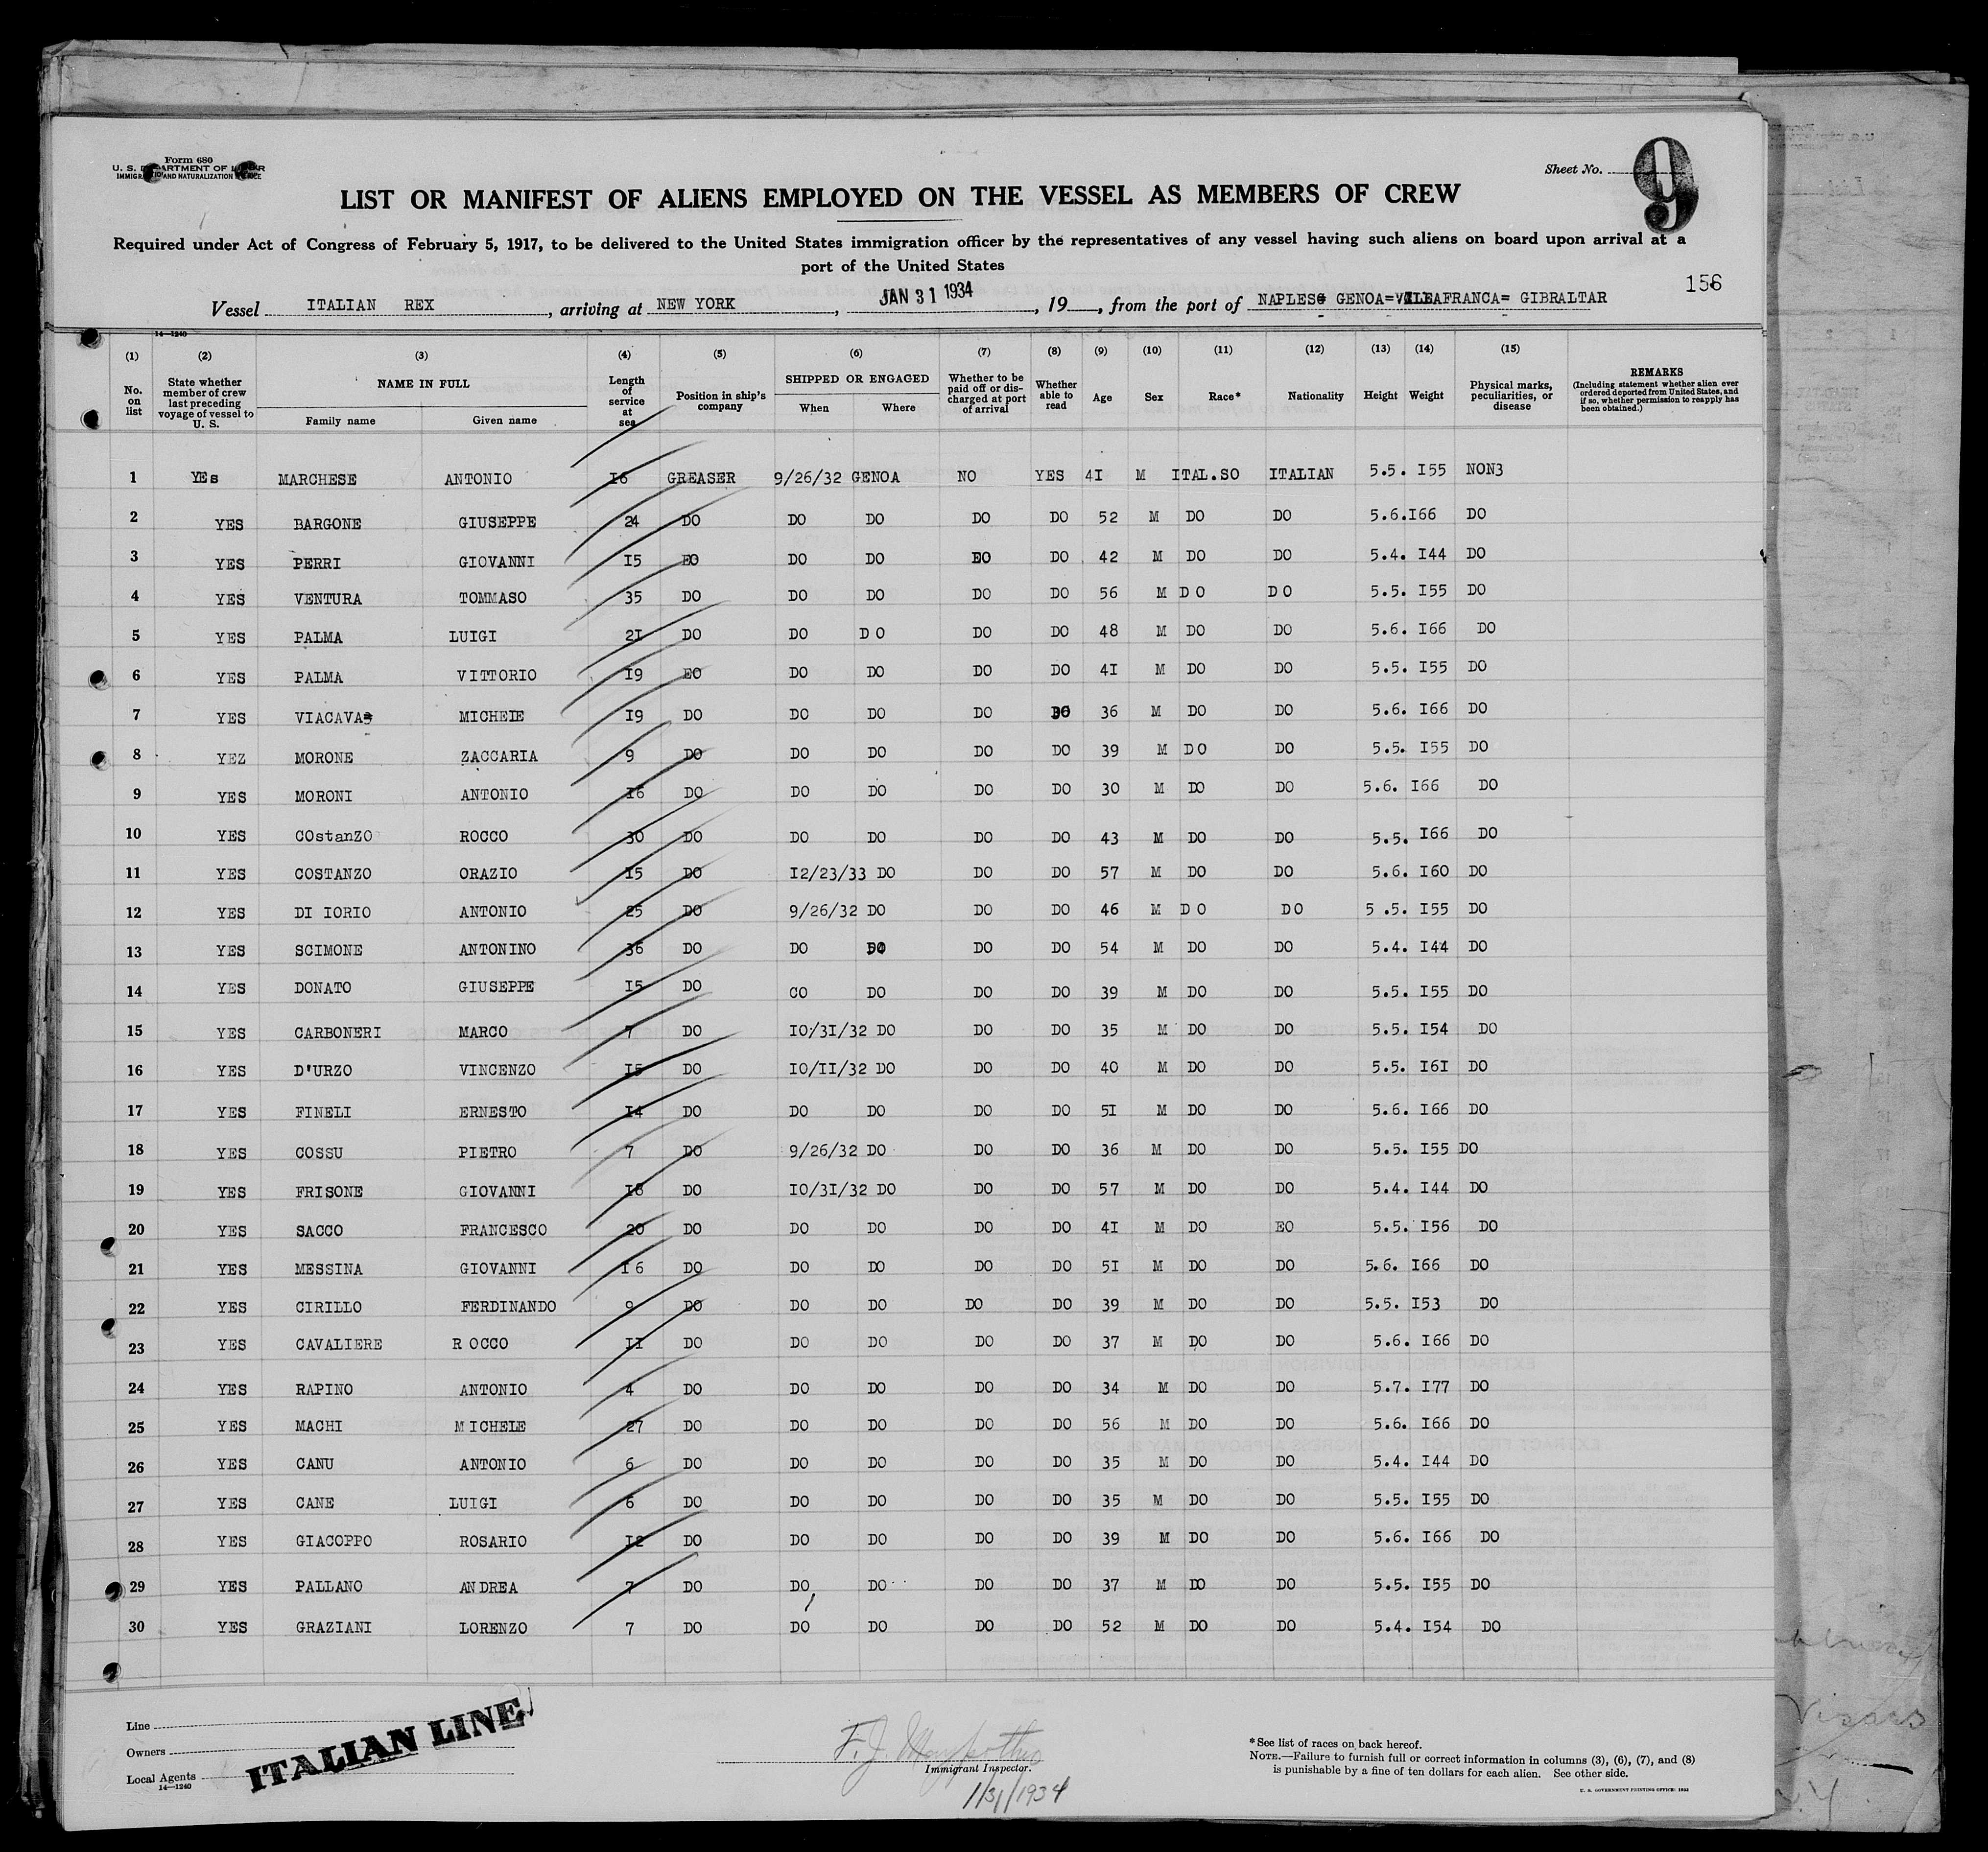 Form 680
U. S. DEPARTMENT OF LABOR
IMMIGRATION AND NATURALIZATION SERVICE
Sheet No. 9
LIST OR MANIFEST OF ALIENS EMPLOYED ON THE VESSEL AS MEMBERS OF CREW
Required under Act of Congress of February 5, 1917, to be delivered to the United States immigration officer by the representatives of any vessel having such aliens on board upon arrival at a
port of the United States
156
Vessel ITALIAN REX, arriving at NEW YORK, JAN 31 1934, 19__, from the port of NAPLES GENOA=VILLAFRANCA= GIBRALTAR
14—1240
(1) (2) (3) (4) (5) (6) (7) (8) (9) (10) (11) (12) (13) (14) (15)
No. on list
State whether member of crew last preceding voyage of vessel to U. S.
NAME IN FULL
Family name Given name
Length of service at sea
Position in ship's company
SHIPPED OR ENGAGED
When Where
Whether to be paid off or discharged at port of arrival
Whether able to read
Age Sex Race* Nationality Height Weight
Physical marks, peculiarities, or disease
REMARKS
(Including statement whether alien ever ordered deported from United States, and if so, whether permission to reapply has been obtained.)
1 YEs MARCHESE ANTONIO I6 GREASER 9/26/32 GENOA NO YES 4I M ITAL.SO ITALIAN 5.5. I55 NON3
2 YES BARGONE GIUSEPPE 24 DO DO DO DO DO 52 M DO DO 5.6. I66 DO
3 YES PERRI GIOVANNI I5 EO DO DO EO DO 42 M DO DO 5.4. I44 DO
4 YES VENTURA TOMMASO 35 DO DO DO DO DO 56 M D O D O 5.5. I55 DO
5 YES PALMA LUIGI 2I DO DO D O DO DO 48 M DO DO 5.6. I66 DO
6 YES PALMA VITTORIO I9 EO DO DO DO DO 4I M DO DO 5.5. I55 DO
7 YES VIACAVA MICHEIE I9 DO DO DO DO DO 36 M DO DO 5.6. I66 DO
8 YEZ MORONE ZACCARIA 9 DO DO DO DO DO 39 M D O DO 5.5. I55 DO
9 YES MORONI ANTONIO I6 DO DO DO DO DO 30 M DO DO 5.6. I66 DO
10 YES COstanZO ROCCO 30 DO DO DO DO DO 43 M DO DO 5.5. I66 DO
11 YES COSTANZO ORAZIO I5 DO I2/23/33 DO DO DO 57 M DO DO 5.6. I60 DO
12 YES DI IORIO ANTONIO 25 DO 9/26/32 DO DO DO 46 M D O DO 5 .5. I55 DO
13 YES SCIMONE ANTONINO 36 DO DO DO DO DO 54 M DO DO 5.4. I44 DO
14 YES DONATO GIUSEPPE I5 DO CO DO DO DO 39 M DO DO 5.5. I55 DO
15 YES CARBONERI MARCO 7 DO IO/3I/32 DO DO DO 35 M DO DO 5.5. I54 DO
16 YES D'URZO VINCENZO I5 DO IO/II/32 DO DO DO 40 M DO DO 5.5. I6I DO
17 YES FINELI ERNESTO I4 DO DO DO DO DO 5I M DO DO 5.6. I66 DO
18 YES COSSU PIETRO 7 DO 9/26/32 DO DO DO 36 M DO DO 5.5. I55 DO
19 YES FRISONE GIOVANNI I8 DO IO/3I/32 DO DO DO 57 M DO DO 5.4. I44 DO
20 YES SACCO FRANCESCO 20 DO DO DO DO DO 4I M DO EO 5.5. I56 DO
21 YES MESSINA GIOVANNI I 6 DO DO DO DO DO 5I M DO DO 5.6. I66 DO
22 YES CIRILLO FERDINANDO 9 DO DO DO DO DO 39 M DO DO 5.5. I53 DO
23 YES CAVALIERE R OCCO II DO DO DO DO DO 37 M DO DO 5.6. I66 DO
24 YES RAPINO ANTONIO 4 DO DO DO DO DO 34 M DO DO 5.7. I77 DO
25 YES MACHI M ICHELE 27 DO DO DO DO DO 56 M DO DO 5.6. I66 DO
26 YES CANU ANTONIO 6 DO DO DO DO DO 35 M DO DO 5.4. I44 DO
27 YES CANE LUIGI 6 DO DO DO DO DO 35 M DO DO 5.5. I55 DO
28 YES GIACOPPO ROSARIO I2 DO DO DO DO DO 39 M DO DO 5.6. I66 DO
29 YES PALLANO ANDREA 7 DO DO DO DO DO 37 M DO DO 5.5. I55 DO
30 YES GRAZIANI LORENZO 7 DO DO DO DO DO 52 M DO DO 5.4. I54 DO
Line
Owners
Local Agents
14—1240
ITALIAN LINE
F. J.
Immigrant Inspector.
1/31/1934
*See list of races on back hereof.
NOTE.—Failure to furnish full or correct information in columns (3), (6), (7), and (8)
is punishable by a fine of ten dollars for each alien. See other side.
U. S. GOVERNMENT PRINTING OFFICE: 1933